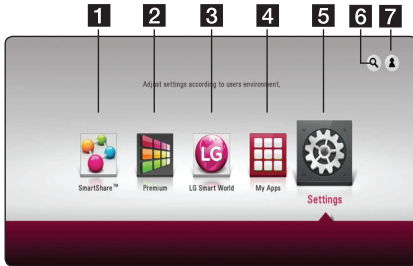 1 2 3 4 5 6 7
Adjust settings according to users environment.
LG
SmartShare™ Premium LG Smart World My Apps Settings